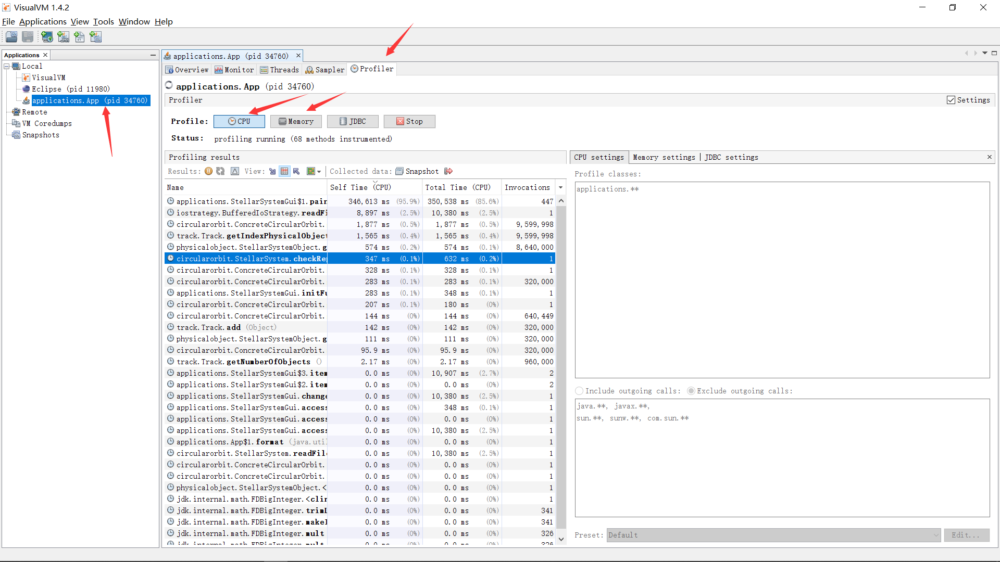 VisualVM 1.4.2
File Applications View Tools Window Help
Applications
Local
VisualVM
Eclipse (pid 11980)
applications.App (pid 34760)
Remote
VM Coredumps
Snapshots
applications.App (pid 34760)
Overview Monitor Threads Sampler Profiler
applications.App (pid 34760)
Profiler Settings
Profile: CPU Memory JDBC Stop
Status: profiling running (68 methods instrumented)
Profiling results
Results: View: Collected data: Snapshot
Name Self Time (CPU) Total Time (CPU) Invocations
applications.StellarSystemGui$1.pain 346,613 ms (95.9%) 350,538 ms (85.6%) 447
iostrategy.BufferedIoStrategy.readFi 8,897 ms (2.5%) 10,380 ms (2.5%) 1
circularorbit.ConcreteCircularOrbit. 1,877 ms (0.5%) 1,877 ms (0.5%) 9,599,998
track.Track.getIndexPhysicalObject 1,565 ms (0.4%) 1,565 ms (0.4%) 9,599,998
physicalobject.StellarSystemObject.g 574 ms (0.2%) 574 ms (0.1%) 8,640,000
circularorbit.StellarSystem.checkRep 347 ms (0.1%) 632 ms (0.2%) 1
circularorbit.ConcreteCircularOrbit. 328 ms (0.1%) 328 ms (0.1%) 1
circularorbit.ConcreteCircularOrbit. 283 ms (0.1%) 283 ms (0.1%) 320,000
applications.StellarSystemGui.initFu 283 ms (0.1%) 348 ms (0.1%) 1
circularorbit.ConcreteCircularOrbit. 207 ms (0.1%) 180 ms (0%) 1
circularorbit.ConcreteCircularOrbit. 144 ms (0%) 144 ms (0%) 640,449
track.Track.add (Object) 142 ms (0%) 142 ms (0%) 320,000
physicalobject.StellarSystemObject.g 111 ms (0%) 111 ms (0%) 320,000
circularorbit.ConcreteCircularOrbit. 95.9 ms (0%) 95.9 ms (0%) 320,000
track.Track.getNumberOfObjects () 2.17 ms (0%) 2.17 ms (0%) 960,000
applications.StellarSystemGui$3.item 0.0 ms (0%) 10,907 ms (2.7%) 2
applications.StellarSystemGui$2.item 0.0 ms (0%) 0.0 ms (0%) 2
applications.StellarSystemGui.change 0.0 ms (0%) 10,380 ms (2.5%) 1
applications.StellarSystemGui.access 0.0 ms (0%) 348 ms (0.1%) 1
applications.StellarSystemGui.access 0.0 ms (0%) 0.0 ms (0%) 1
applications.StellarSystemGui.access 0.0 ms (0%) 10,380 ms (2.5%) 1
applications.App$1.format (java.util 0.0 ms (0%) 0.0 ms (0%) 1
circularorbit.StellarSystem.readFile 0.0 ms (0%) 10,380 ms (2.5%) 1
circularorbit.ConcreteCircularOrbit. 0.0 ms (0%) 0.0 ms (0%) 1
circularorbit.ConcreteCircularOrbit. 0.0 ms (0%) 0.0 ms (0%) 1
physicalobject.StellarSystemObject.< 0.0 ms (0%) 0.0 ms (0%) 1
jdk.internal.math.FDBigInteger.<clin 0.0 ms (0%) 0.0 ms (0%) 1
jdk.internal.math.FDBigInteger.trimL 0.0 ms (0%) 0.0 ms (0%) 341
jdk.internal.math.FDBigInteger.makeI 0.0 ms (0%) 0.0 ms (0%) 341
jdk.internal.math.FDBigInteger.mult 0.0 ms (0%) 0.0 ms (0%) 326
jdk.internal.math.FDBigInteger.mult 0.0 ms (0%) 0.0 ms (0%) 326
CPU settings Memory settings JDBC settings
Profile classes:
applications.**
Include outgoing calls: Exclude outgoing calls:
java.**, javax.**,
sun.**, sunw.**, com.sun.**
Preset: Default Edit...